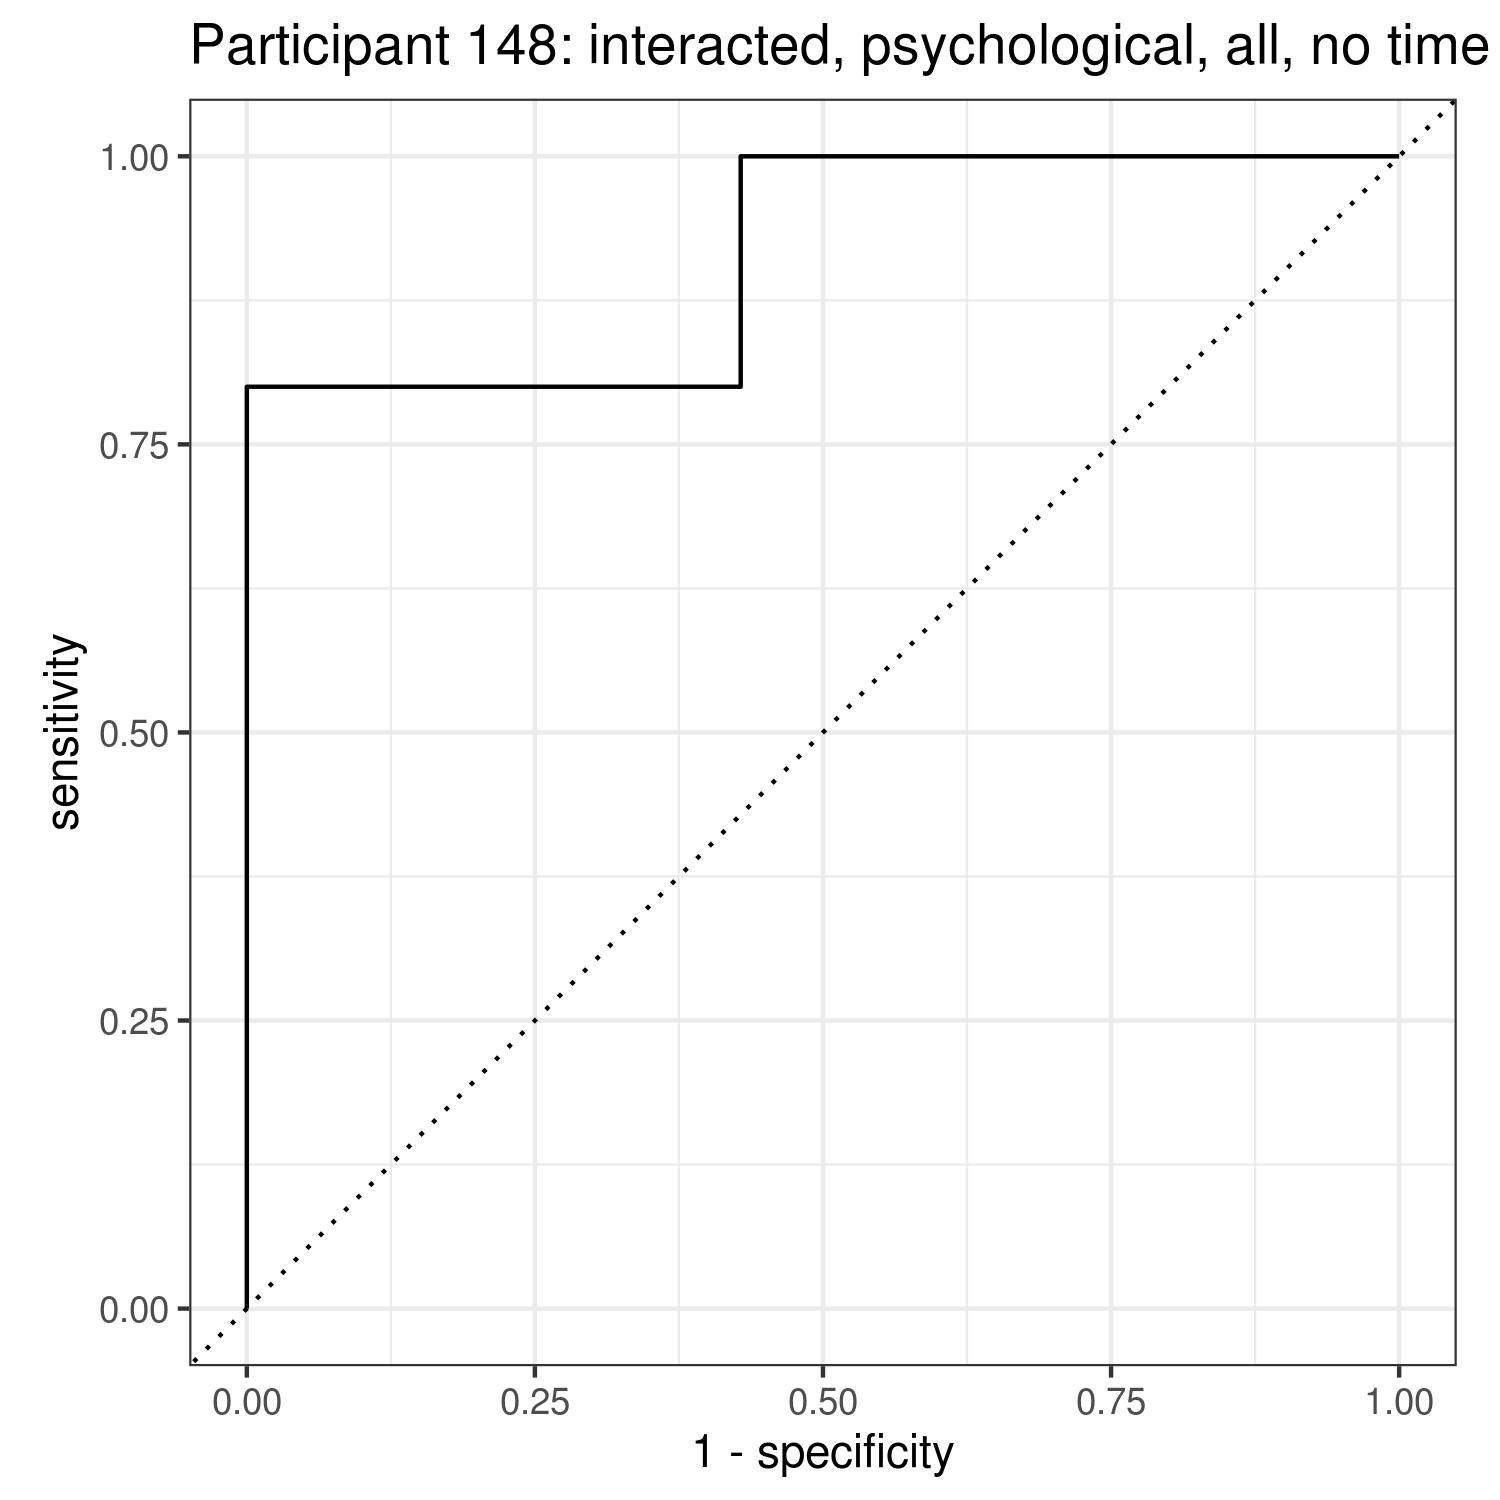 Participant 148: interacted, psychological, all, no time
1.00
0.75
0.50
0.25
0.00
sensitivity
0.00 0.25 0.50 0.75 1.00
1 - specificity